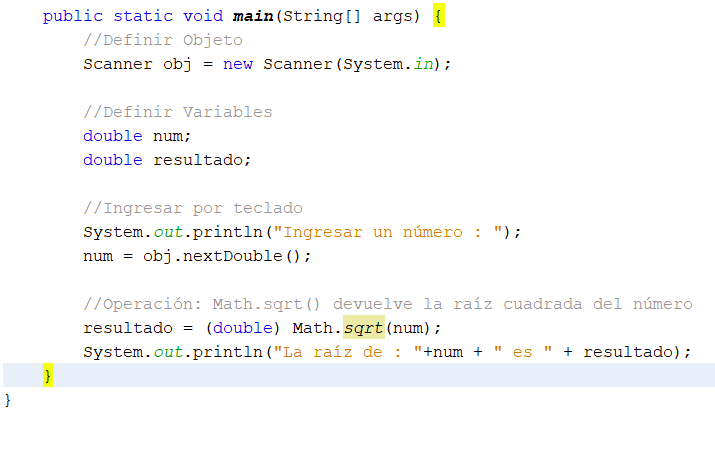 public static void main(String[] args) {
//Definir Objeto
Scanner obj = new Scanner(System.in);
//Definir Variables
double num;
double resultado;
//Ingresar por teclado
System.out.println("Ingresar un número : ");
num = obj.nextDouble();
//Operación: Math.sqrt() devuelve la raíz cuadrada del número
resultado = (double) Math.sqrt(num);
System.out.println("La raíz de : "+num + " es " + resultado);
}
}